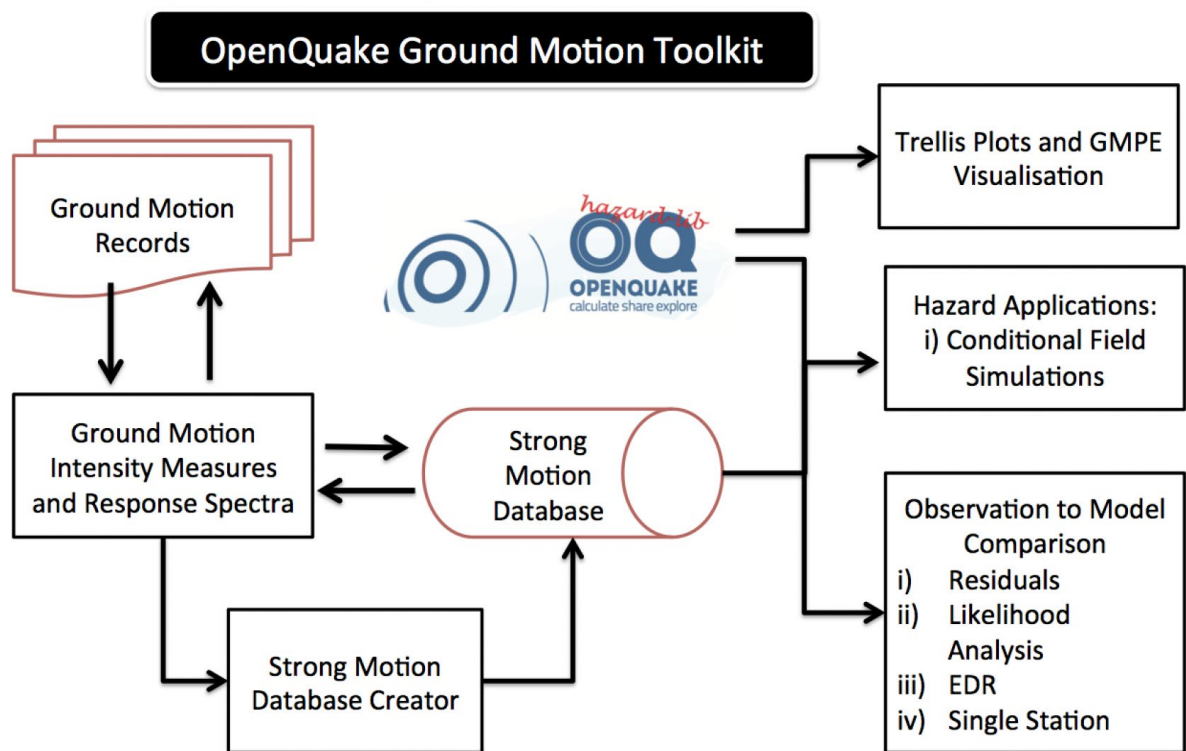 OpenQuake Ground Motion Toolkit
Ground Motion
Records
Ground Motion
Intensity Measures
and Response Spectra
Strong Motion
Database Creator
Strong
Motion
Database
hazard-lib
OQ
OPENQUAKE
calculate share explore
Trellis Plots and GMPE
Visualisation
Hazard Applications:
i) Conditional Field
Simulations
Observation to Model
Comparison
i) Residuals
ii) Likelihood
Analysis
iii) EDR
iv) Single Station